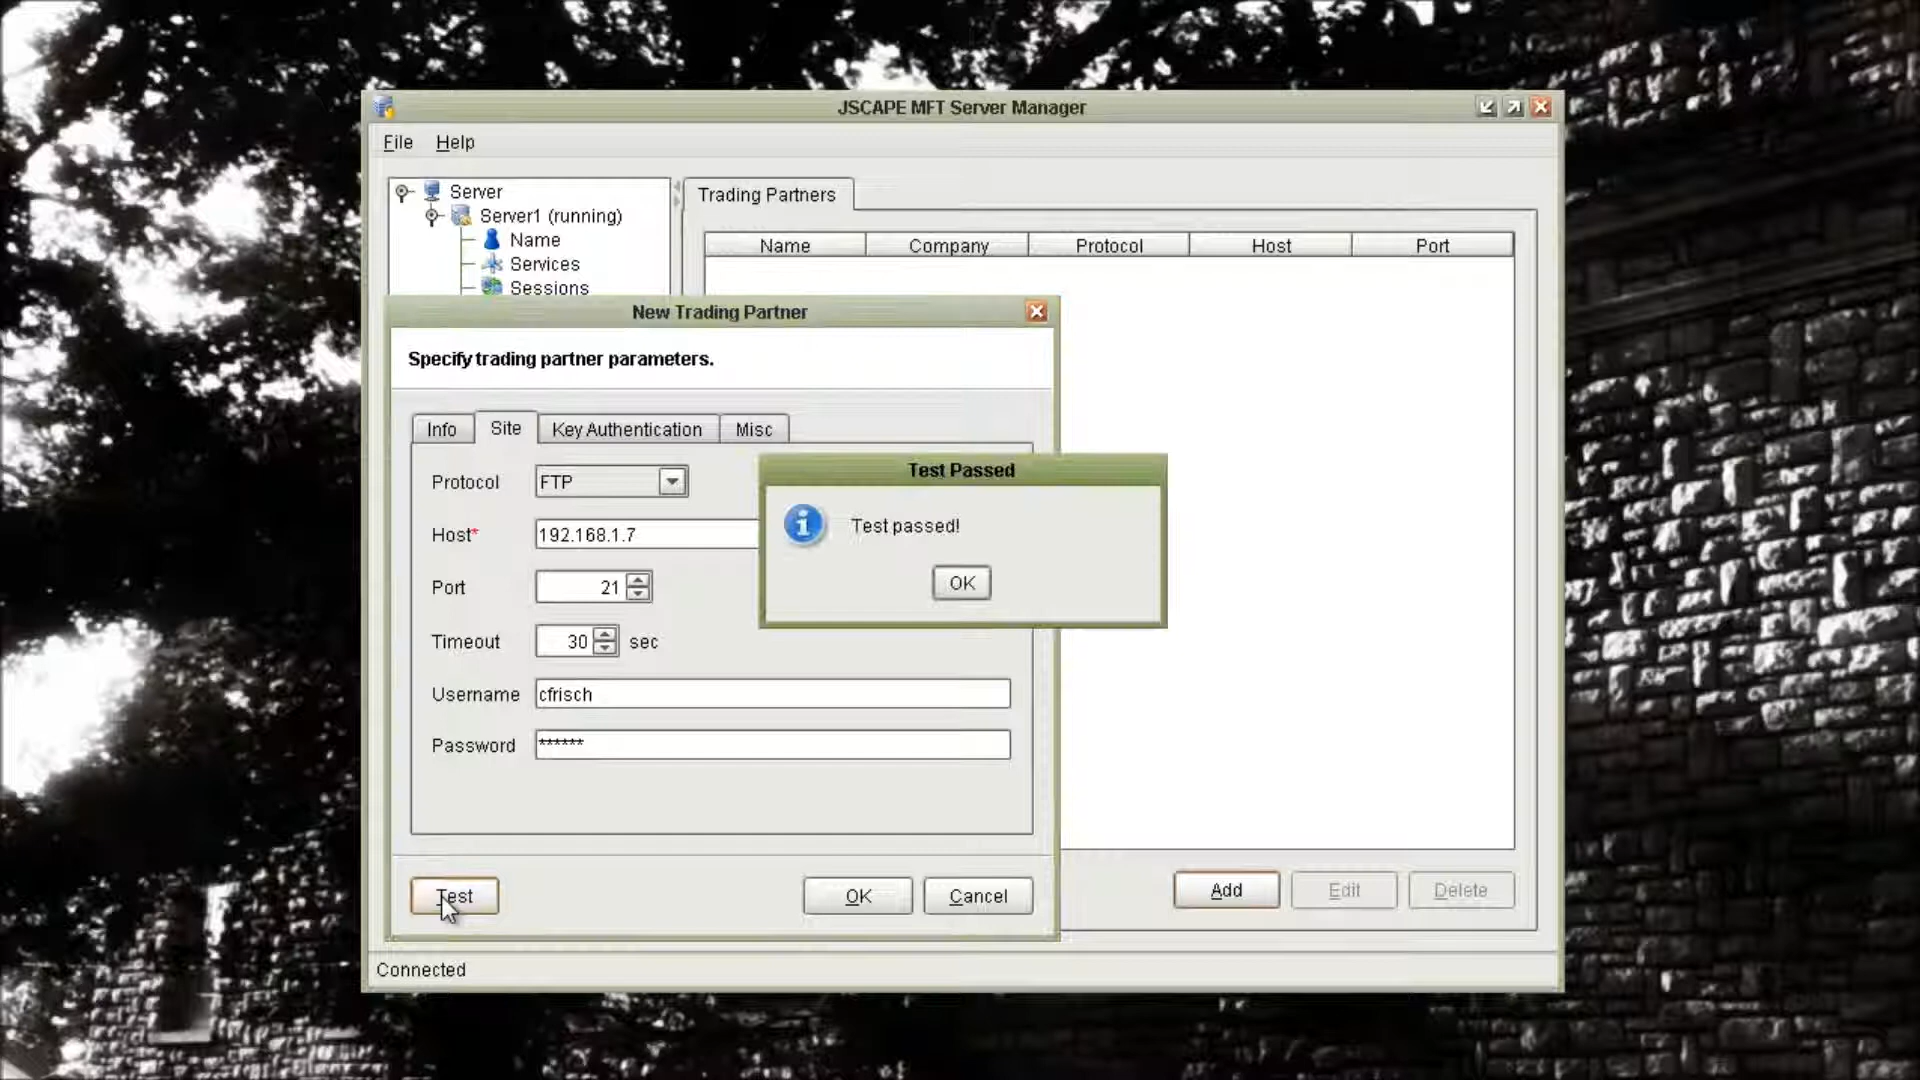 JSCAPE MFT Server Manager
File Help
Server
Server1 (running)
Name
Services
Sessions
Trading Partners
Name Company Protocol Host Port
New Trading Partner
Specify trading partner parameters.
Info Site Key Authentication Misc
Protocol FTP
Host* 192.168.1.7
Port 21
Timeout 30 sec
Username cfrisch
Password ******
Test Passed
Test passed!
OK
Test OK Cancel
Add Edit Delete
Connected